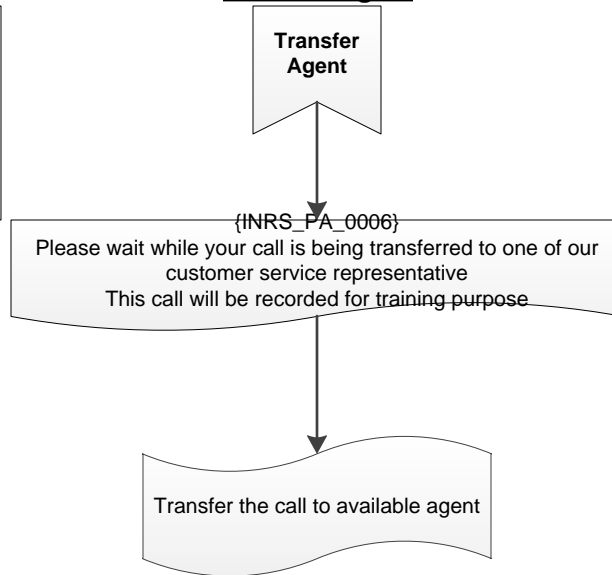 Transfer
Agent
{INRS_PA_0006}
Please wait while your call is being transferred to one of our
customer service representative
This call will be recorded for training purpose
Transfer the call to available agent